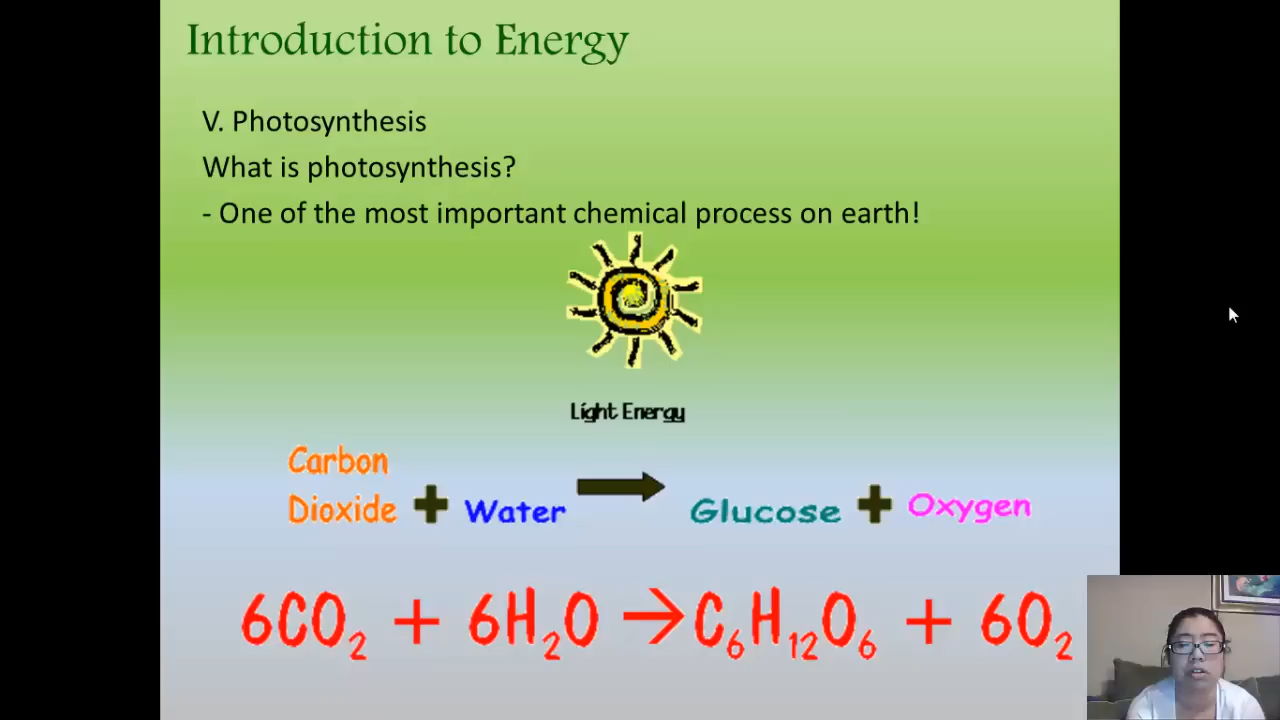 Introduction to Energy
V. Photosynthesis
What is photosynthesis?
- One of the most important chemical process on earth!
Light Energy
Carbon
Dioxide + Water → Glucose + Oxygen
6CO₂ + 6H₂O → C₆H₁₂O₆ + 6O₂